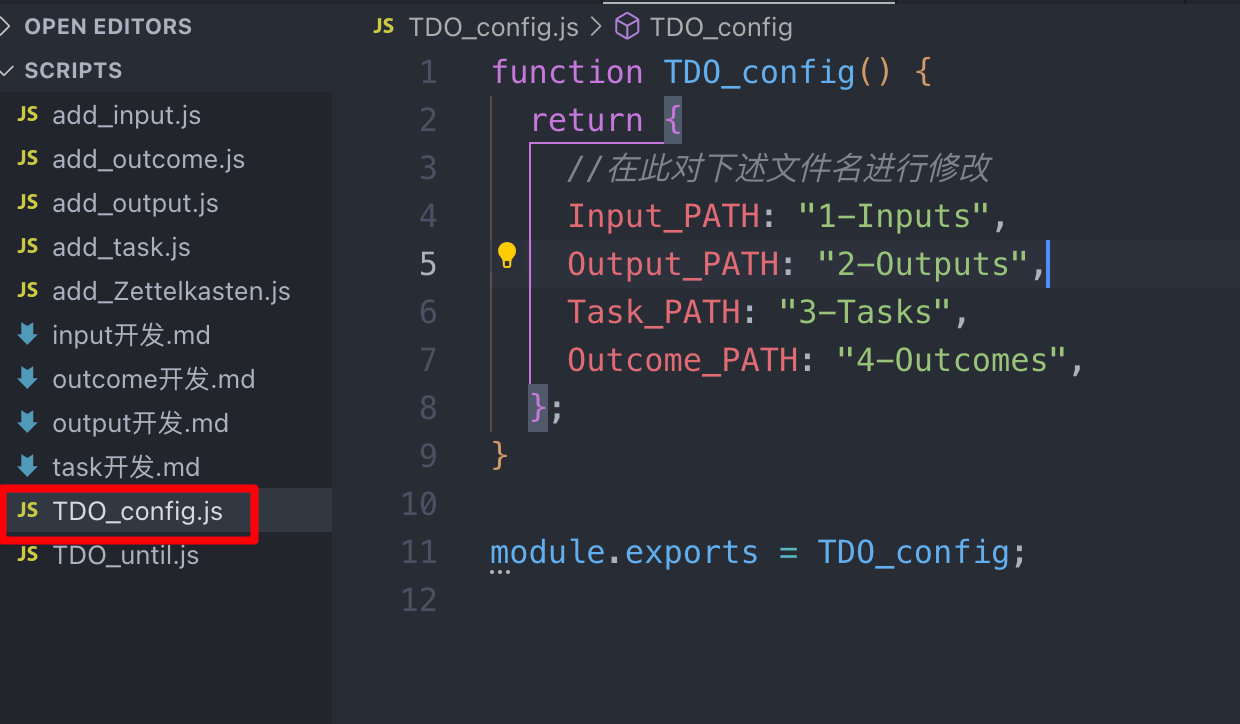 OPEN EDITORS
SCRIPTS
JS add_input.js
JS add_outcome.js
JS add_output.js
JS add_task.js
JS add_Zettelkasten.js
input开发.md
outcome开发.md
output开发.md
task开发.md
JS TDO_config.js
JS TDO_until.js
JS TDO_config.js > TDO_config
1 function TDO_config() {
2 return {
3 //在此对下述文件名进行修改
4 Input_PATH: "1-Inputs",
5 Output_PATH: "2-Outputs",
6 Task_PATH: "3-Tasks",
7 Outcome_PATH: "4-Outcomes",
8 };
9 }
10
11 module.exports = TDO_config;
12